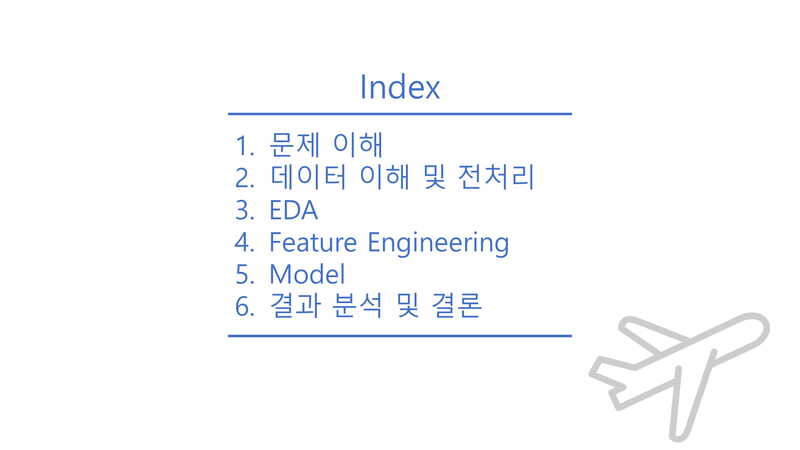 Index
1. 문제 이해
2. 데이터 이해 및 전처리
3. EDA
4. Feature Engineering
5. Model
6. 결과 분석 및 결론